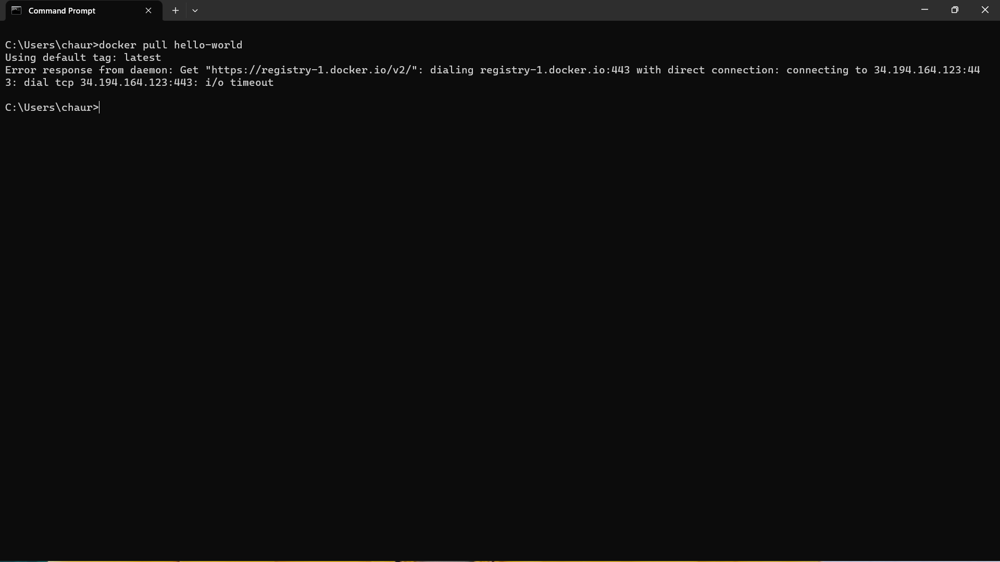 Command Prompt
C:\Users\chaur>docker pull hello-world
Using default tag: latest
Error response from daemon: Get "https://registry-1.docker.io/v2/": dialing registry-1.docker.io:443 with direct connection: connecting to 34.194.164.123:44
3: dial tcp 34.194.164.123:443: i/o timeout
C:\Users\chaur>